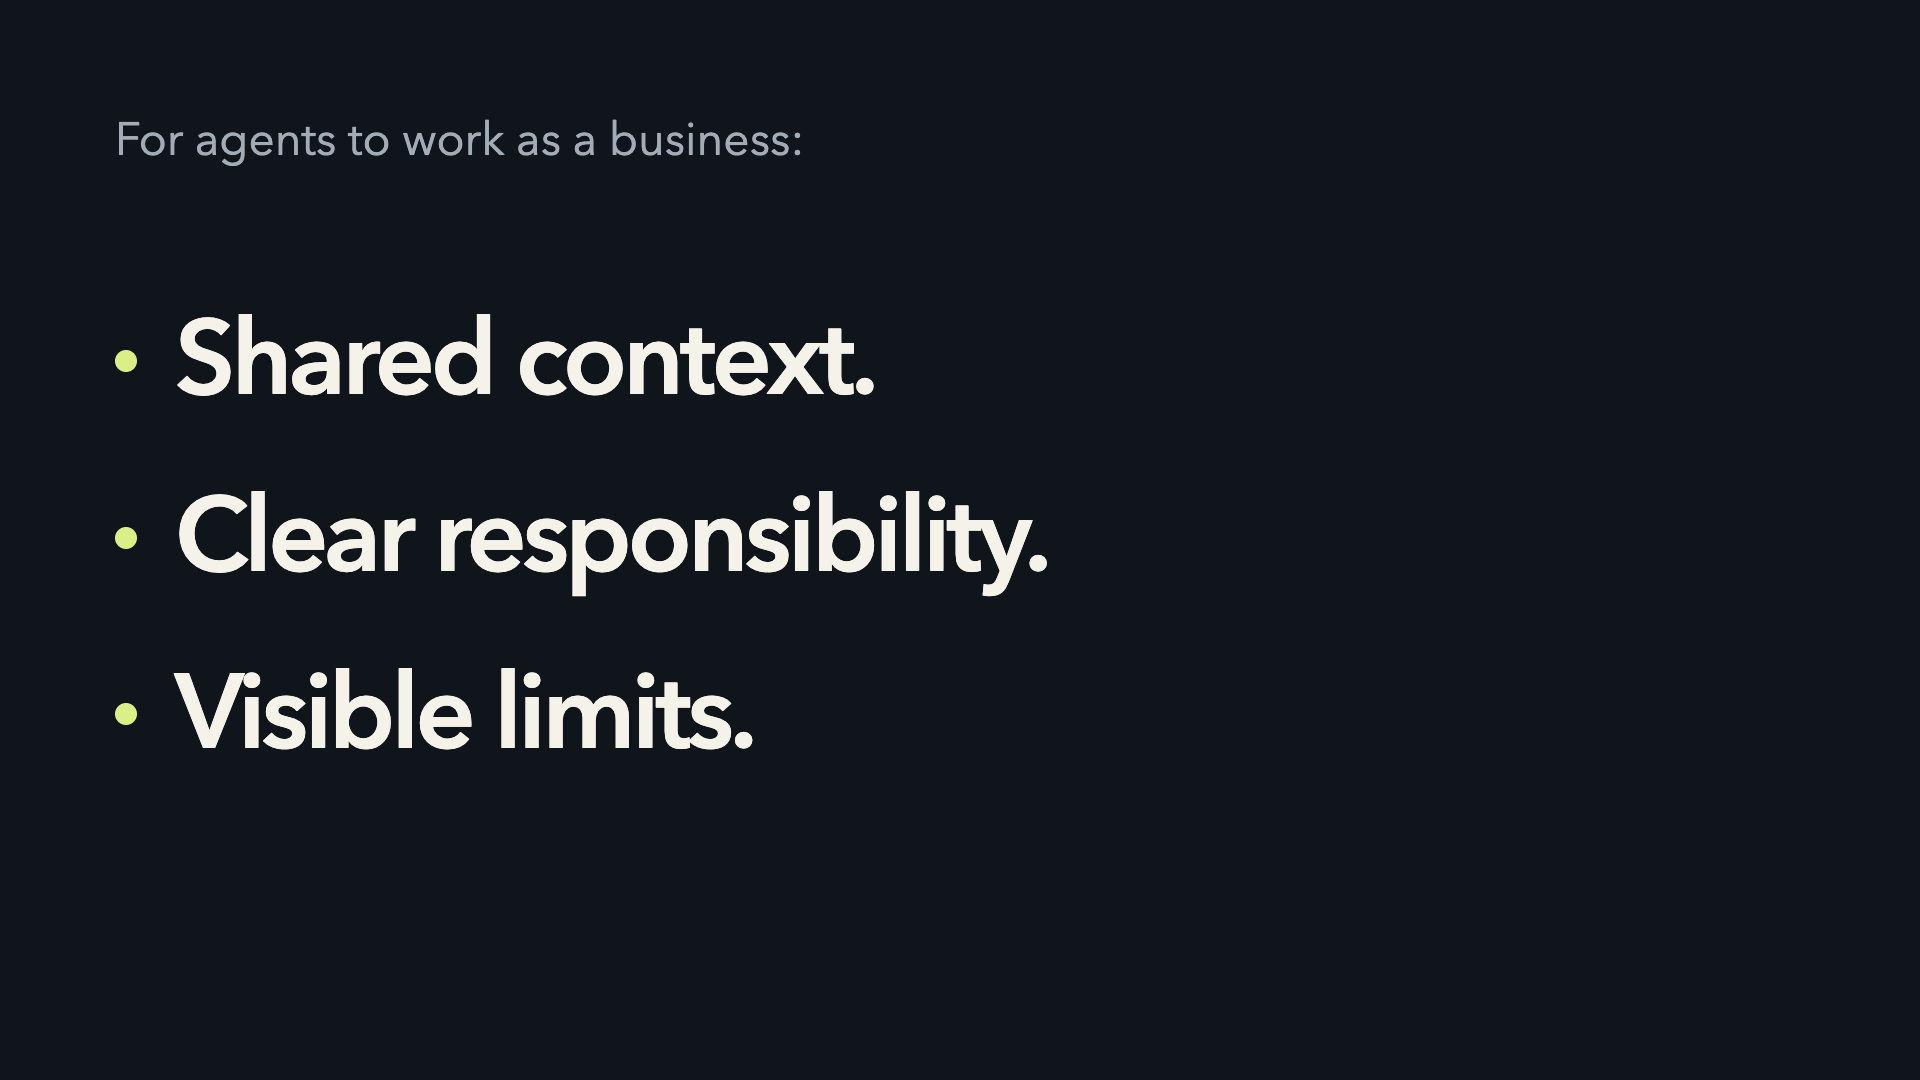 For agents to work as a business:
• Shared context.
• Clear responsibility.
• Visible limits.